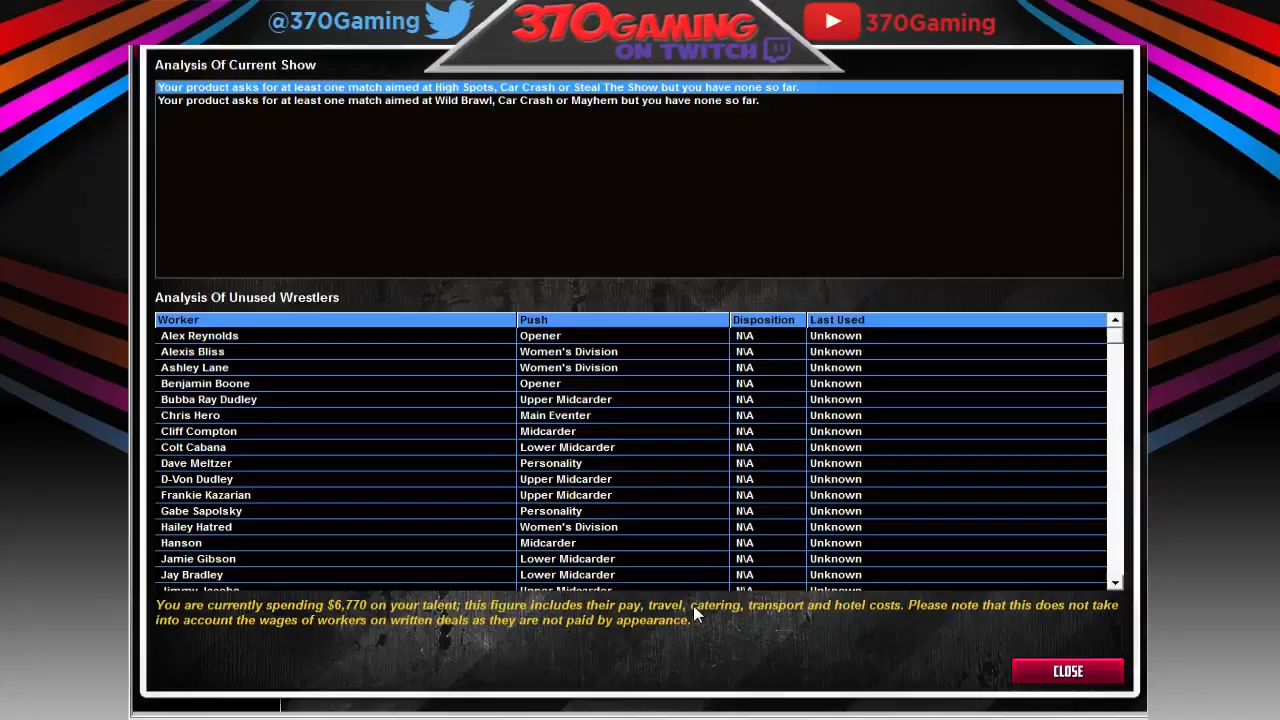 @370Gaming
370GAMING
ON TWITCH
370Gaming
Analysis Of Current Show
Your product asks for at least one match aimed at High Spots, Car Crash or Steal The Show but you have none so far.
Your product asks for at least one match aimed at Wild Brawl, Car Crash or Mayhem but you have none so far.
Analysis Of Unused Wrestlers
Worker Push Disposition Last Used
Alex Reynolds Opener N\A Unknown
Alexis Bliss Women's Division N\A Unknown
Ashley Lane Women's Division N\A Unknown
Benjamin Boone Opener N\A Unknown
Bubba Ray Dudley Upper Midcarder N\A Unknown
Chris Hero Main Eventer N\A Unknown
Cliff Compton Midcarder N\A Unknown
Colt Cabana Lower Midcarder N\A Unknown
Dave Meltzer Personality N\A Unknown
D-Von Dudley Upper Midcarder N\A Unknown
Frankie Kazarian Upper Midcarder N\A Unknown
Gabe Sapolsky Personality N\A Unknown
Hailey Hatred Women's Division N\A Unknown
Hanson Midcarder N\A Unknown
Jamie Gibson Lower Midcarder N\A Unknown
Jay Bradley Lower Midcarder N\A Unknown
Jimmy Jacobs Upper Midcarder N\A Unknown
You are currently spending $6,770 on your talent; this figure includes their pay, travel, catering, transport and hotel costs. Please note that this does not take
into account the wages of workers on written deals as they are not paid by appearance.
CLOSE